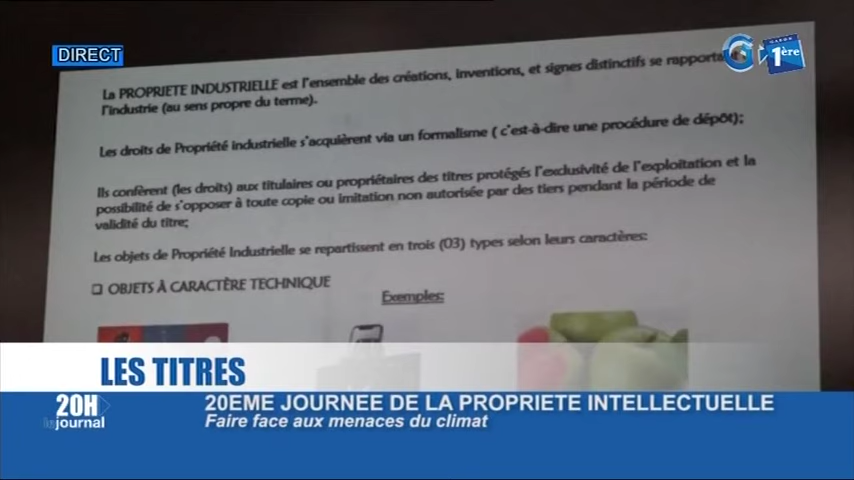 DIRECT
G
GABON
1ère
La PROPRIETE INDUSTRIELLE est l'ensemble des créations, inventions, et signes distinctifs se rapportant
l'industrie (au sens propre du terme).
Les droits de Propriété industrielle s'acquièrent via un formalisme ( c'est-à-dire une procédure de dépôt);
Ils confèrent (les droits) aux titulaires ou propriétaires des titres protégés l'exclusivité de l'exploitation et la
possibilité de s'opposer à toute copie ou imitation non autorisée par des tiers pendant la période de
validité du titre;
Les objets de Propriété Industrielle se repartissent en trois (03) types selon leurs caractères:
❑ OBJETS À CARACTÈRE TECHNIQUE
Exemples:
LES TITRES
20H
le journal
20EME JOURNEE DE LA PROPRIETE INTELLECTUELLE
Faire face aux menaces du climat